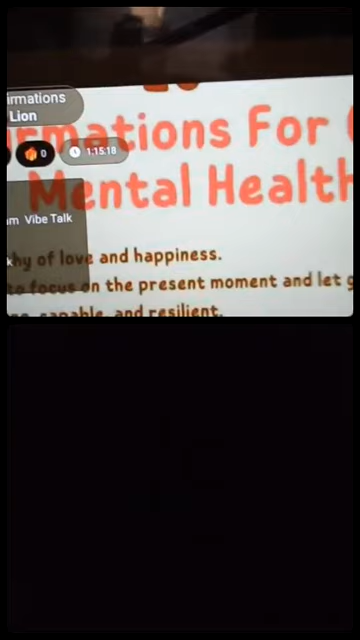 irmations
Lion
rmations For
0
1:15:18
Mental Health
m Vibe Talk
hy of love and happiness.
to focus on the present moment and let g
capable, and resilient.